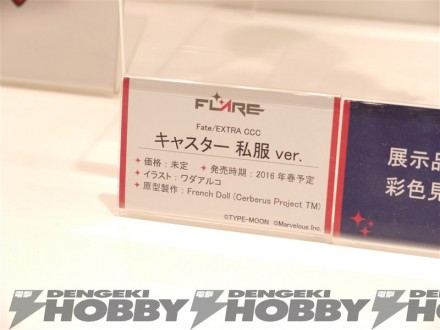 FLARE
Fate/EXTRA CCC
キャスター 私服 ver.
価格：未定 発売時期：2016 年春予定
イラスト：ワダアルコ
原型製作：French Doll (Cerberus Project TM)
©TYPE-MOON ©Marvelous Inc.
展示品
彩色見
DENGEKI DENGEKI
HOBBY HOBBY